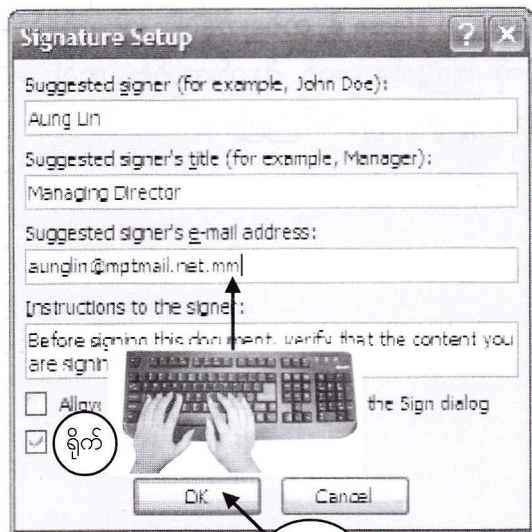 Signature Setup
Suggested signer (for example, John Doe):
Aung Lin
Suggested signer's title (for example, Manager):
Managing Director
Suggested signer's e-mail address:
aunglin@mptmail.net.mm
Instructions to the signer:
Before signing this document, verify that the content you
are signin
Allow the Sign dialog
ရိုက်
OK Cancel